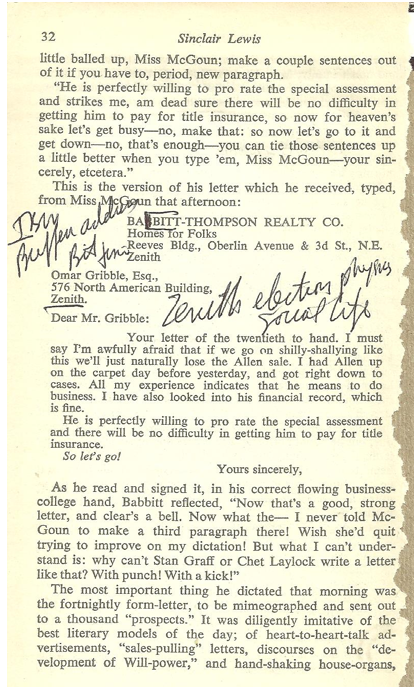 32
Sinclair Lewis
little balled up, Miss McGoun; make a couple sentences out
of it if you have to, period, new paragraph.
"He is perfectly willing to pro rate the special assessment
and strikes me, am dead sure there will be no difficulty in
getting him to pay for title insurance, so now for heaven's
sake let's get busy—no, make that: so now let's go to it and
get down—no, that's enough—you can tie those sentences up
a little better when you type 'em, Miss McGoun—your sin-
cerely, etcetera."
This is the version of his letter which he received, typed,
from Miss McGoun that afternoon:
BABBITT-THOMPSON REALTY CO.
Homes for Folks
Reeves Bldg., Oberlin Avenue & 3d St., N.E.
Zenith
Omar Gribble, Esq.,
576 North American Building,
Zenith.
Zenith election physics
social life
Dear Mr. Gribble:
Your letter of the twentieth to hand. I must
say I'm awfully afraid that if we go on shilly-shallying like
this we'll just naturally lose the Allen sale. I had Allen up
on the carpet day before yesterday, and got right down to
cases. All my experience indicates that he means to do
business. I have also looked into his financial record, which
is fine.
He is perfectly willing to pro rate the special assessment
and there will be no difficulty in getting him to pay for title
insurance.
So let's go!
Yours sincerely,
As he read and signed it, in his correct flowing business-
college hand, Babbitt reflected, "Now that's a good, strong
letter, and clear's a bell. Now what the— I never told Mc-
Goun to make a third paragraph there! Wish she'd quit
trying to improve on my dictation! But what I can't under-
stand is: why can't Stan Graff or Chet Laylock write a letter
like that? With punch! With a kick!"
The most important thing he dictated that morning was
the fortnightly form-letter, to be mimeographed and sent out
to a thousand "prospects." It was diligently imitative of the
best literary models of the day; of heart-to-heart-talk ad-
vertisements, "sales-pulling" letters, discourses on the "de-
velopment of Will-power," and hand-shaking house-organs,